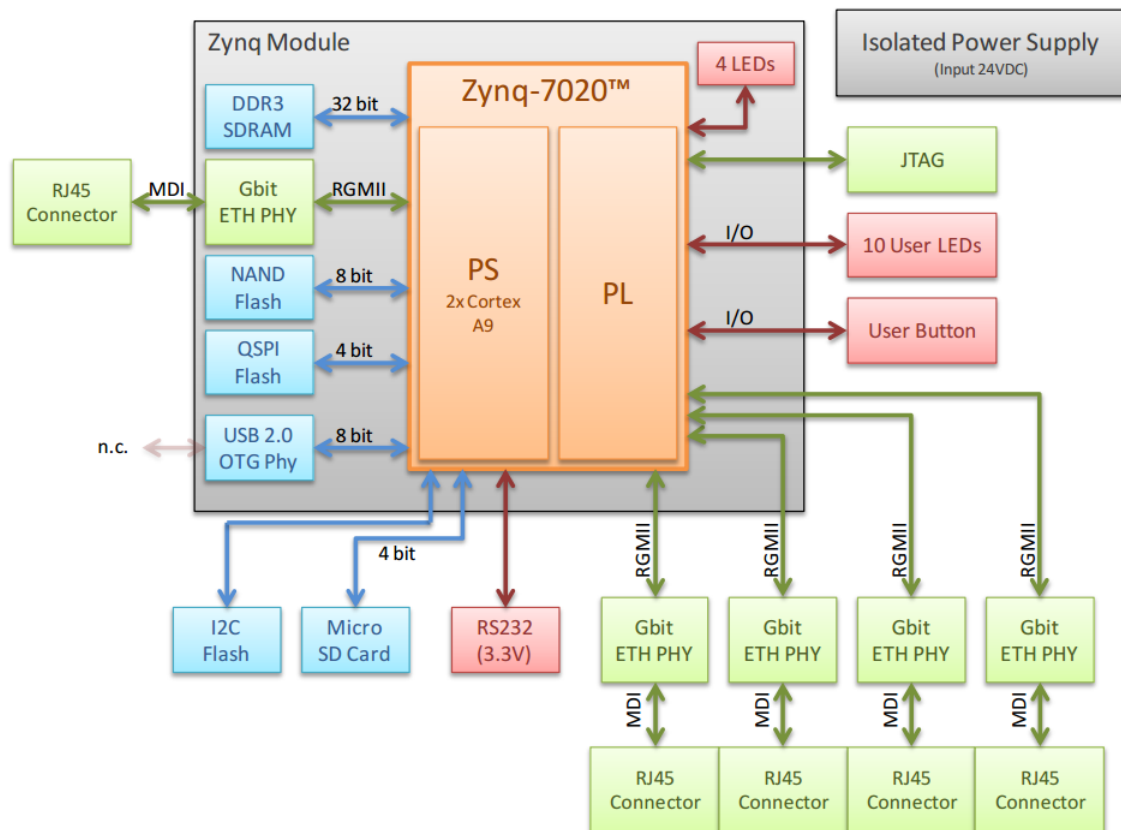 Zynq Module
Isolated Power Supply
(Input 24VDC)
4 LEDs
Zynq-7020™
DDR3
SDRAM
32 bit
JTAG
RJ45
Connector
MDI
Gbit
ETH PHY
RGMII
I/O
10 User LEDs
NAND
Flash
8 bit
PS
2x Cortex
A9
PL
I/O
User Button
QSPI
Flash
4 bit
n.c.
USB 2.0
OTG Phy
8 bit
4 bit
RGMII
RGMII
RGMII
RGMII
I2C
Flash
Micro
SD Card
RS232
(3.3V)
Gbit
ETH PHY
Gbit
ETH PHY
Gbit
ETH PHY
Gbit
ETH PHY
MDI
MDI
MDI
MDI
RJ45
Connector
RJ45
Connector
RJ45
Connector
RJ45
Connector